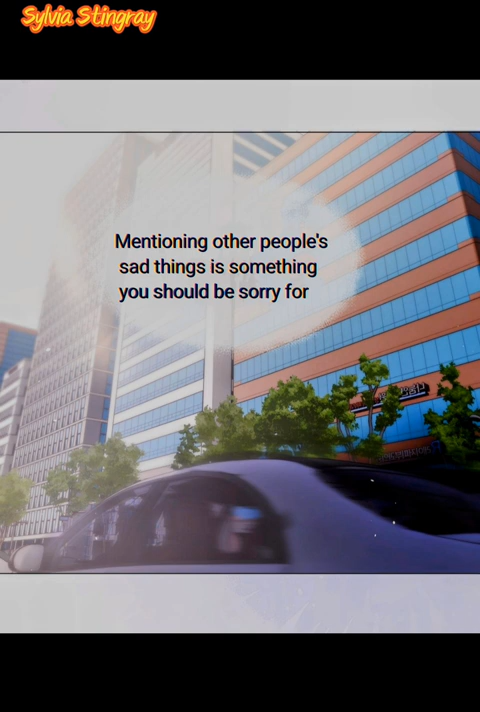 Sylvia Stingray
Mentioning other people's
sad things is something
you should be sorry for